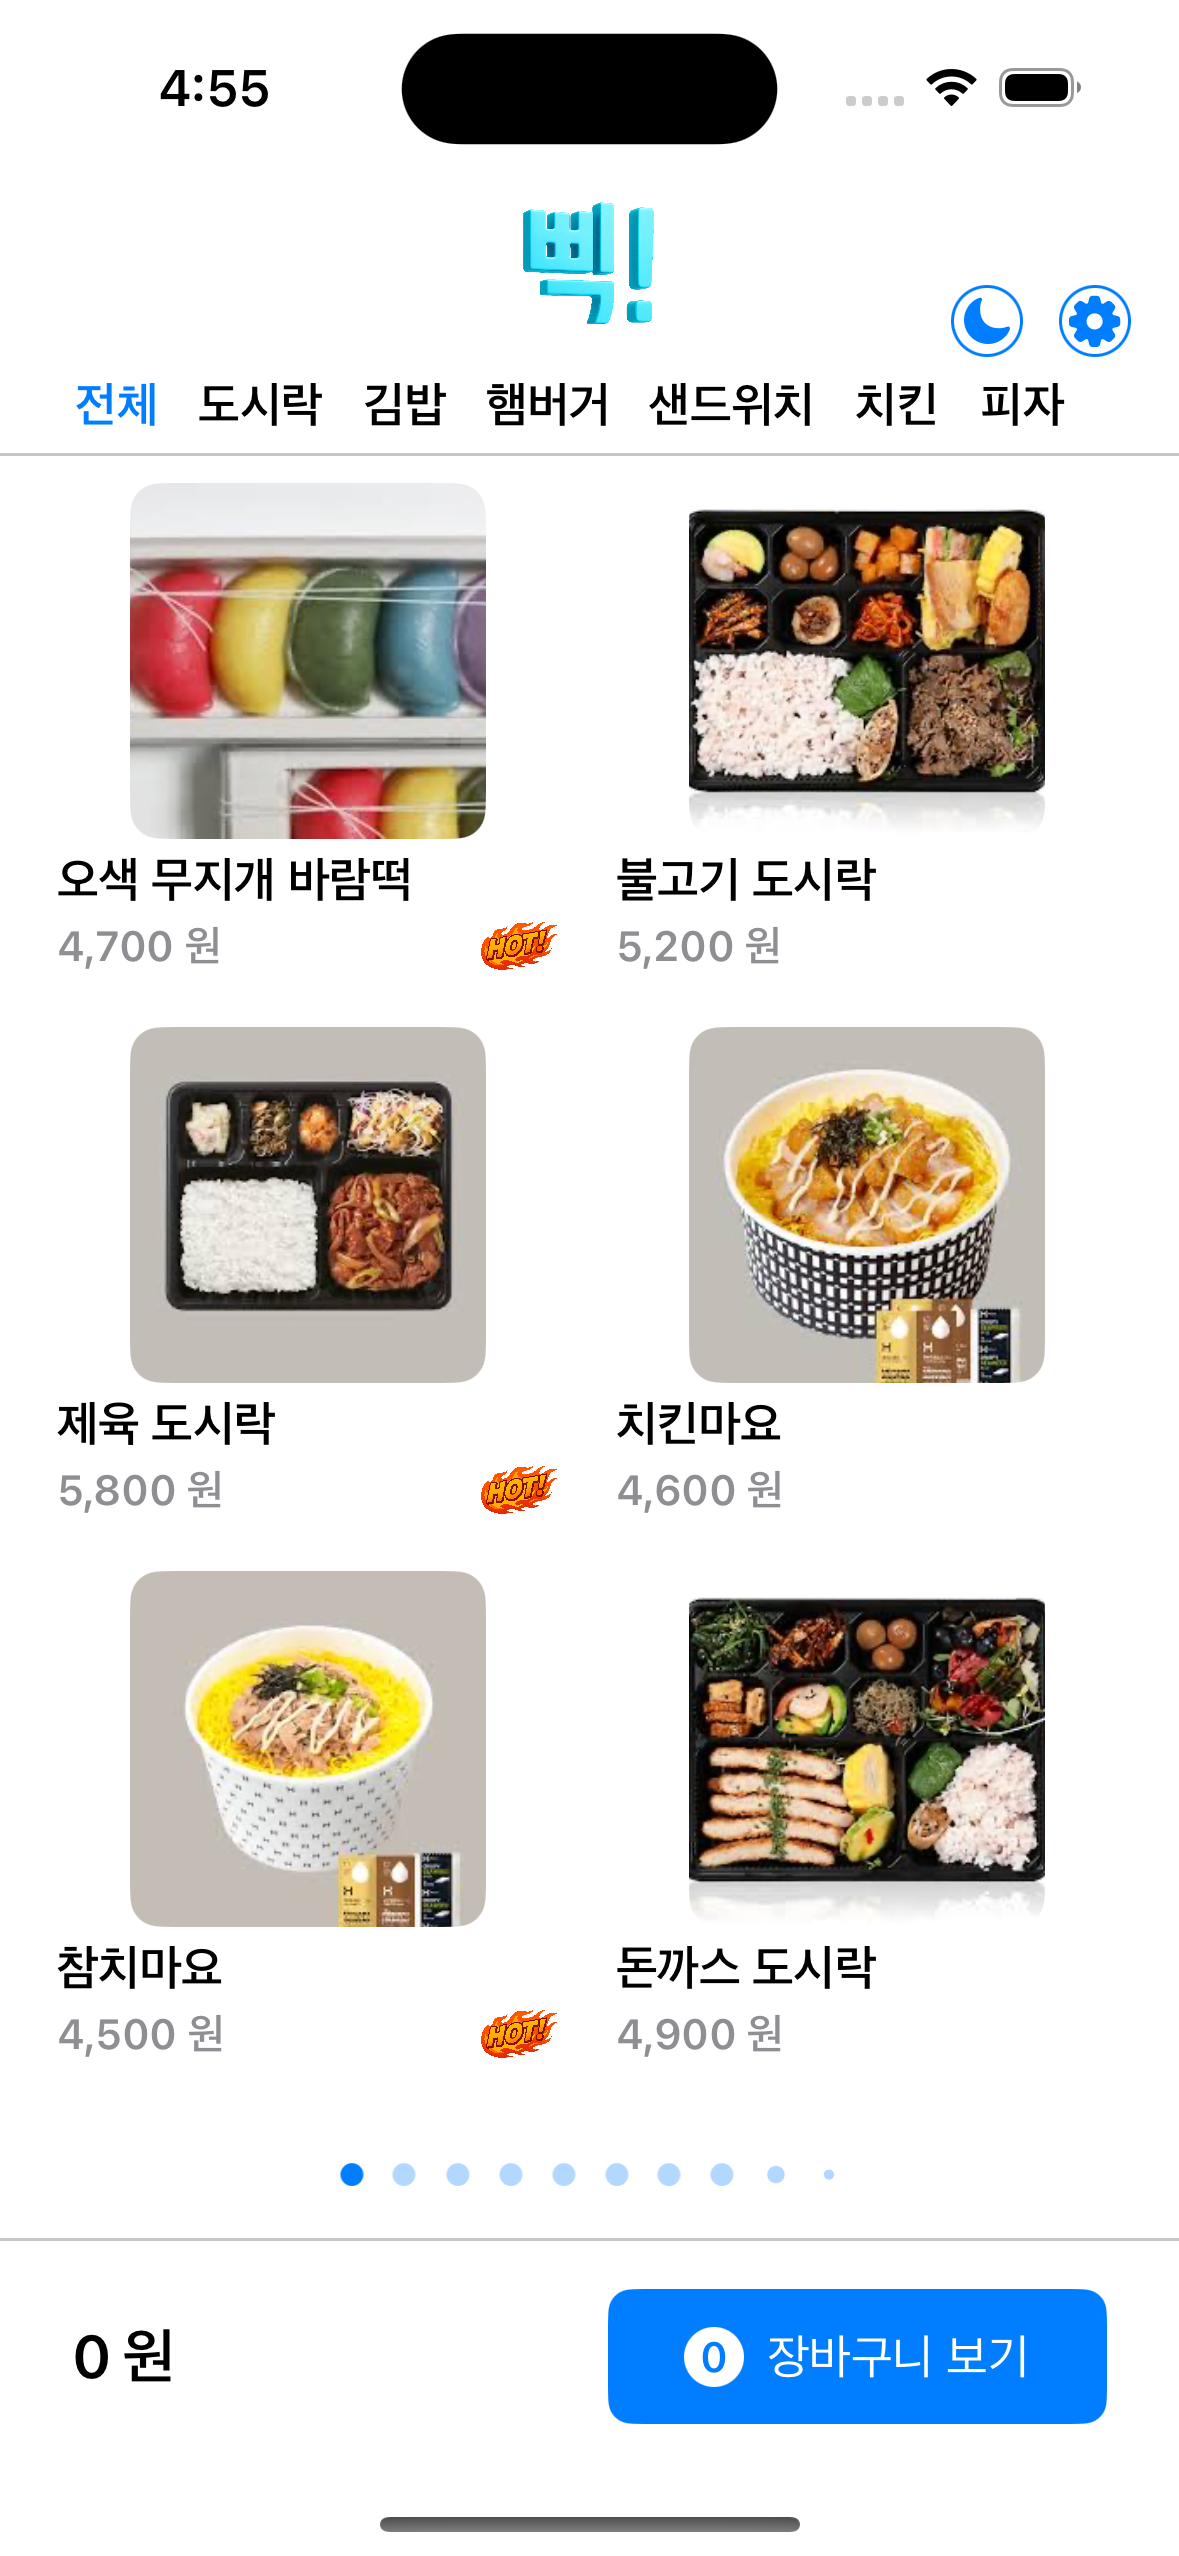 4:55
삑!
전체 도시락 김밥 햄버거 샌드위치 치킨 피자
오색 무지개 바람떡
4,700 원
HOT!
불고기 도시락
5,200 원
제육 도시락
5,800 원
HOT!
치킨마요
4,600 원
참치마요
4,500 원
HOT!
돈까스 도시락
4,900 원
0 원
0 장바구니 보기